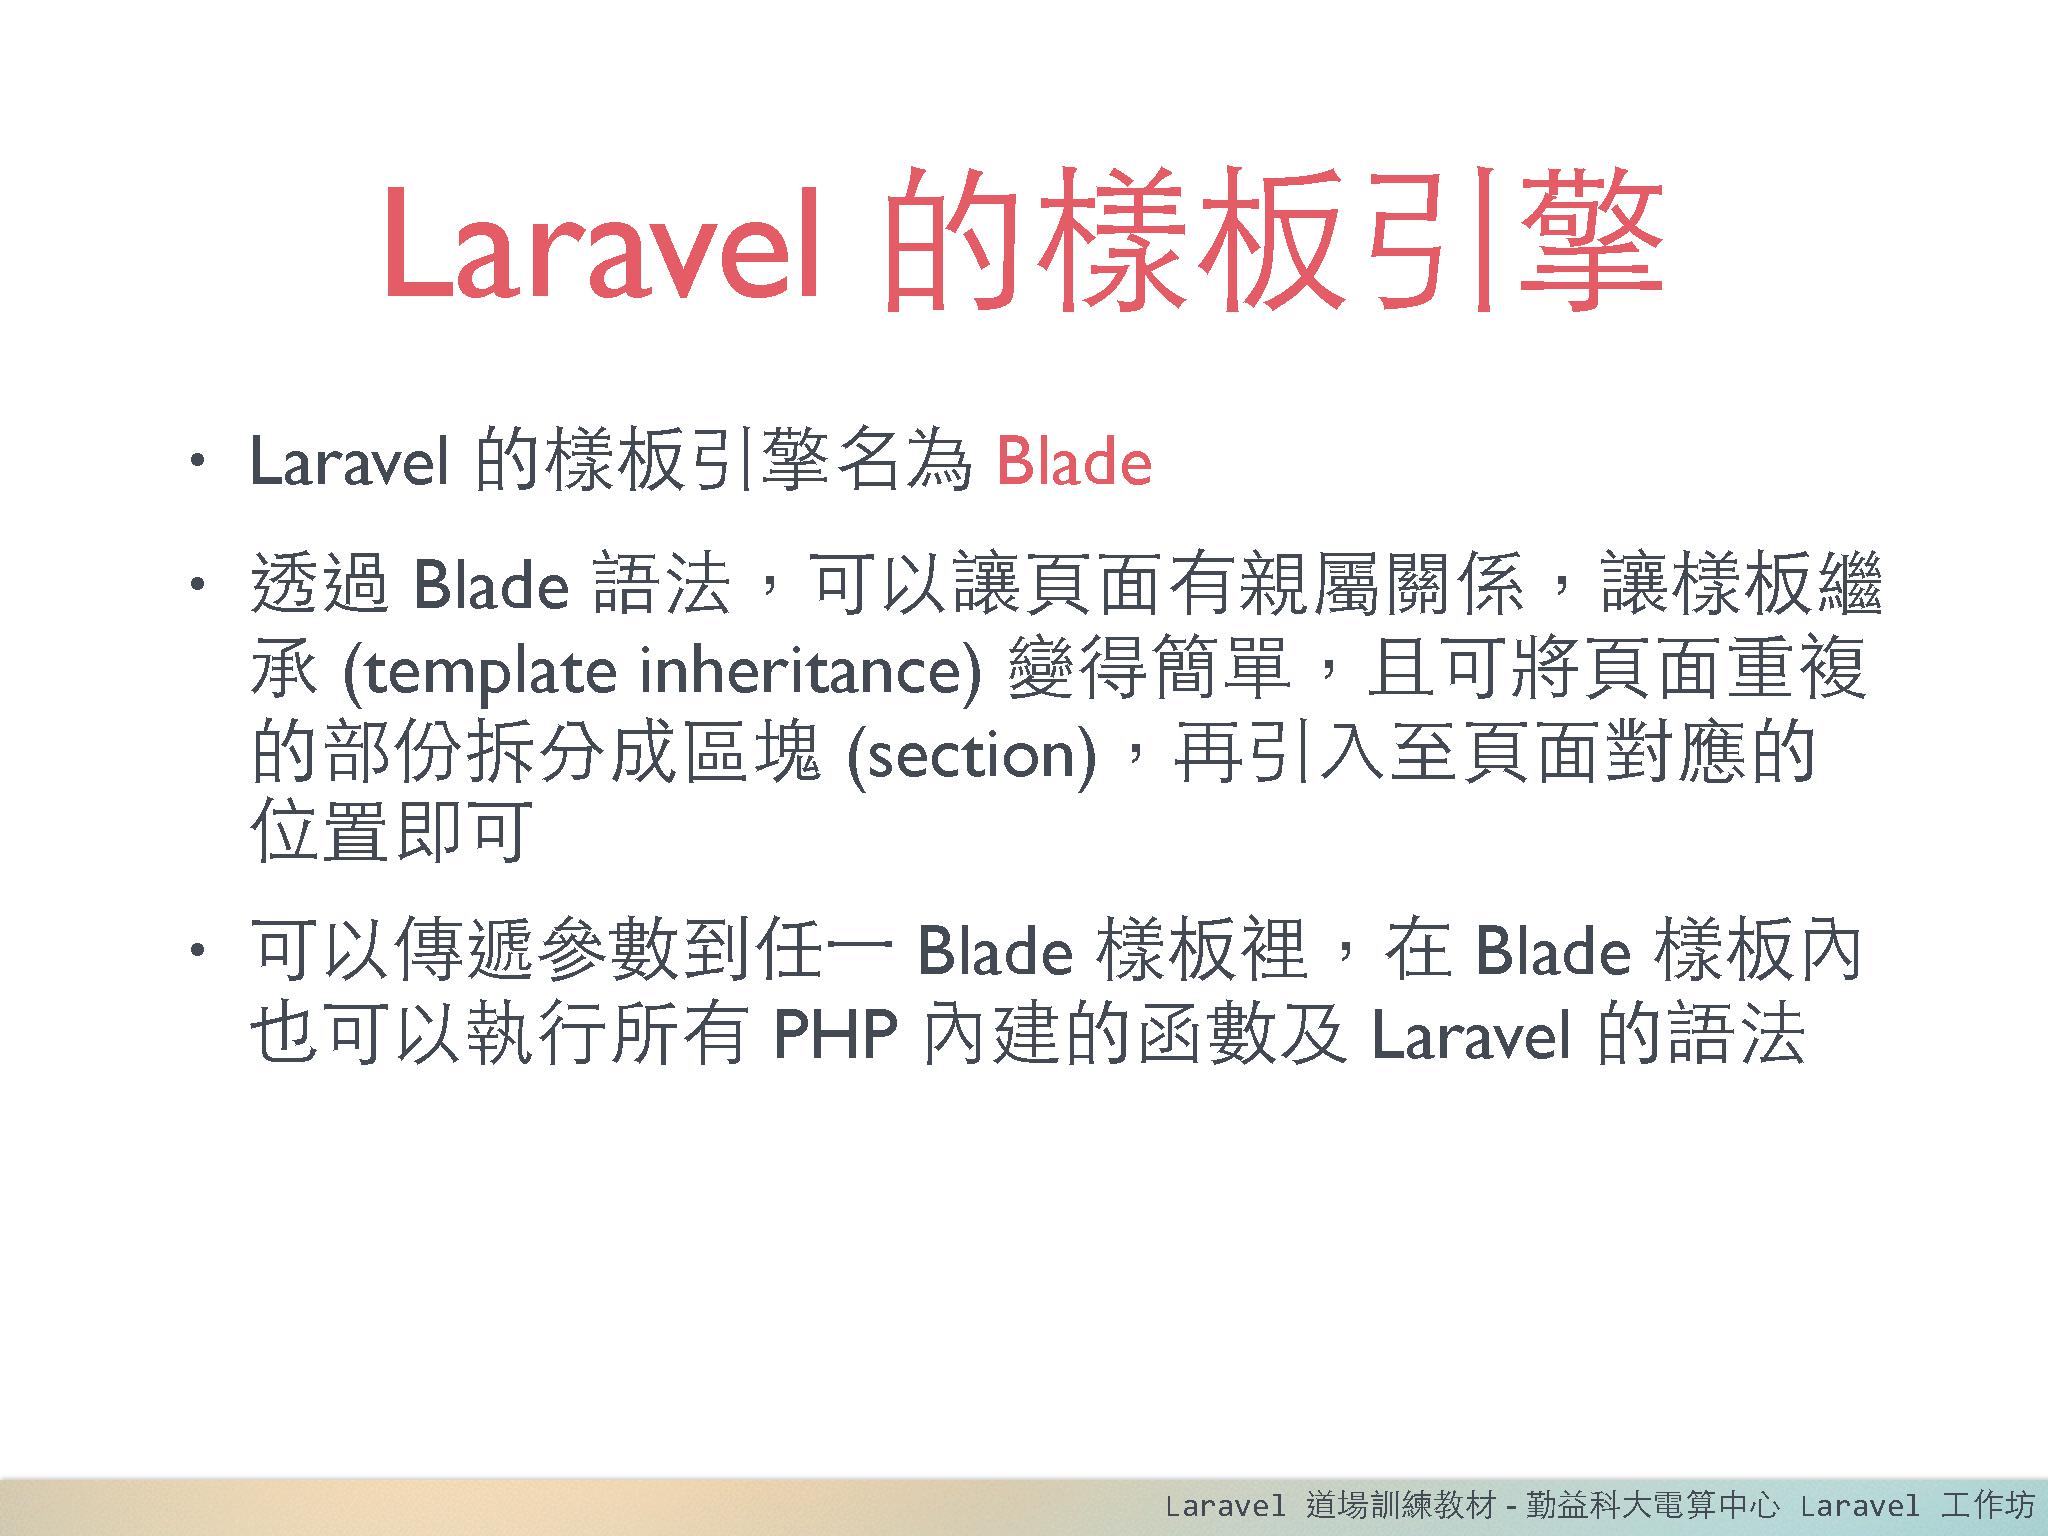 Laravel 的樣板引擎
• Laravel 的樣板引擎名為 Blade
• 透過 Blade 語法，可以讓頁面有親屬關係，讓樣板繼
承 (template inheritance) 變得簡單，且可將頁面重複
的部份拆分成區塊 (section)，再引入至頁面對應的
位置即可
• 可以傳遞參數到任一 Blade 樣板裡，在 Blade 樣板內
也可以執行所有 PHP 內建的函數及 Laravel 的語法
Laravel 道場訓練教材 - 勤益科大電算中心 Laravel 工作坊